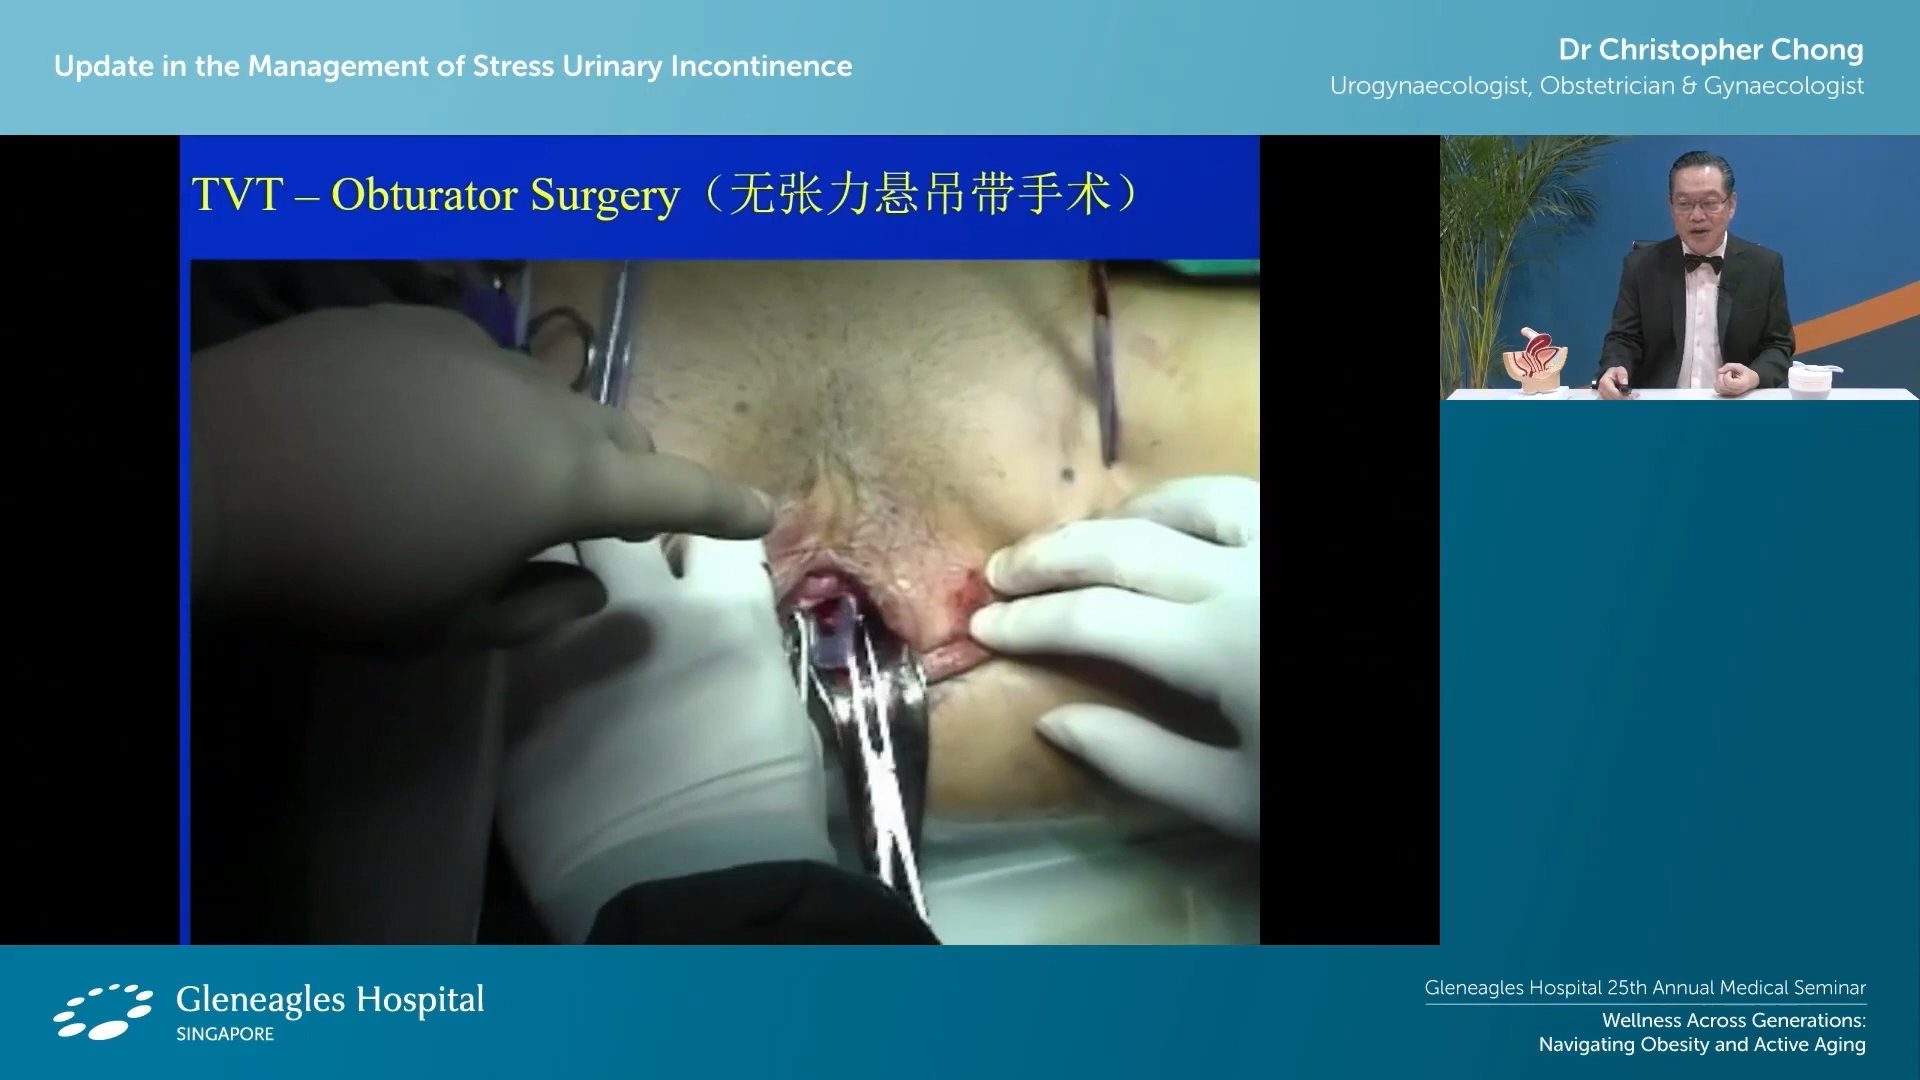 Update in the Management of Stress Urinary Incontinence
Dr Christopher Chong
Urogynaecologist, Obstetrician & Gynaecologist
TVT – Obturator Surgery（无张力悬吊带手术）
Gleneagles Hospital
SINGAPORE
Gleneagles Hospital 25th Annual Medical Seminar
Wellness Across Generations:
Navigating Obesity and Active Aging